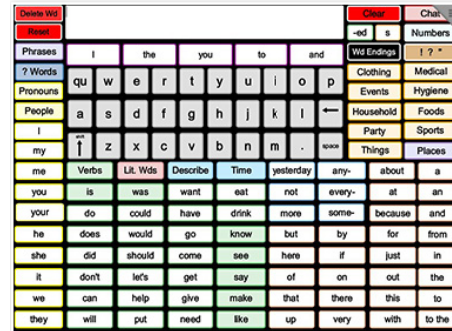 Delete Wd Clear Chat
Reset -ed s Numbers
Phrases I the you to and Wd Endings ! ? "
? Words qu w e r t y u i o p Clothing Medical
Pronouns Events Hygiene
People a s d f g h j k l ← Household Foods
I shift ↑ z x c v b n m . space Party Sports
my Things Places
me Verbs Lit. Wds Describe Time yesterday any- about a
you is was want eat not every- at an
your do could have drink more some- because and
he does would go know but by for from
she did should come see here if just in
it don't let's get say of on out the
we can help give make that there this to
they will put need like up very with to the